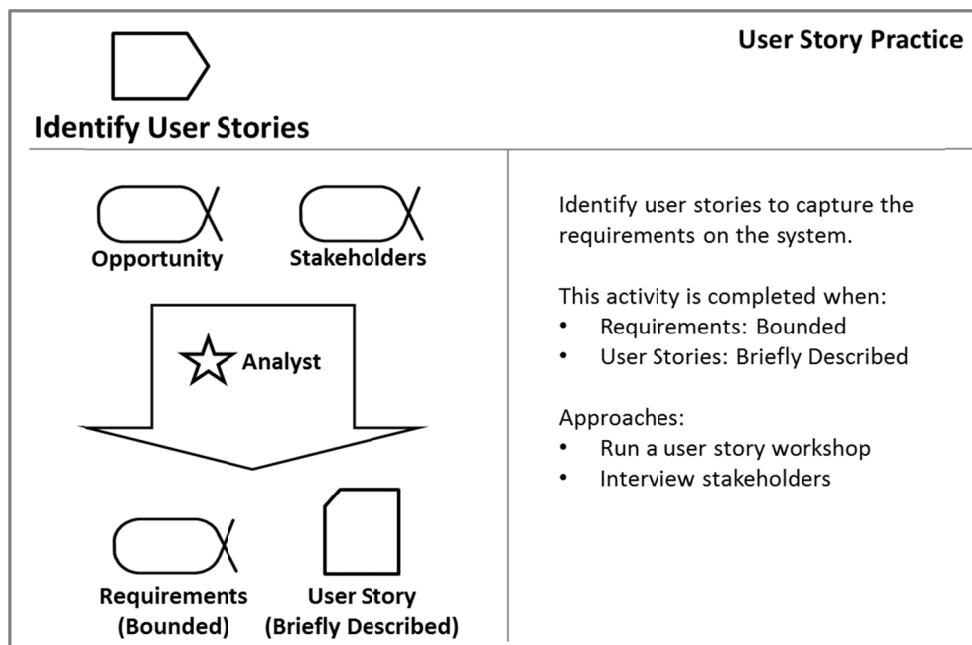 User Story Practice
Identify User Stories
Opportunity
Stakeholders
Analyst
Requirements
(Bounded)
User Story
(Briefly Described)
Identify user stories to capture the
requirements on the system.
This activity is completed when:
• Requirements: Bounded
• User Stories: Briefly Described
Approaches:
• Run a user story workshop
• Interview stakeholders